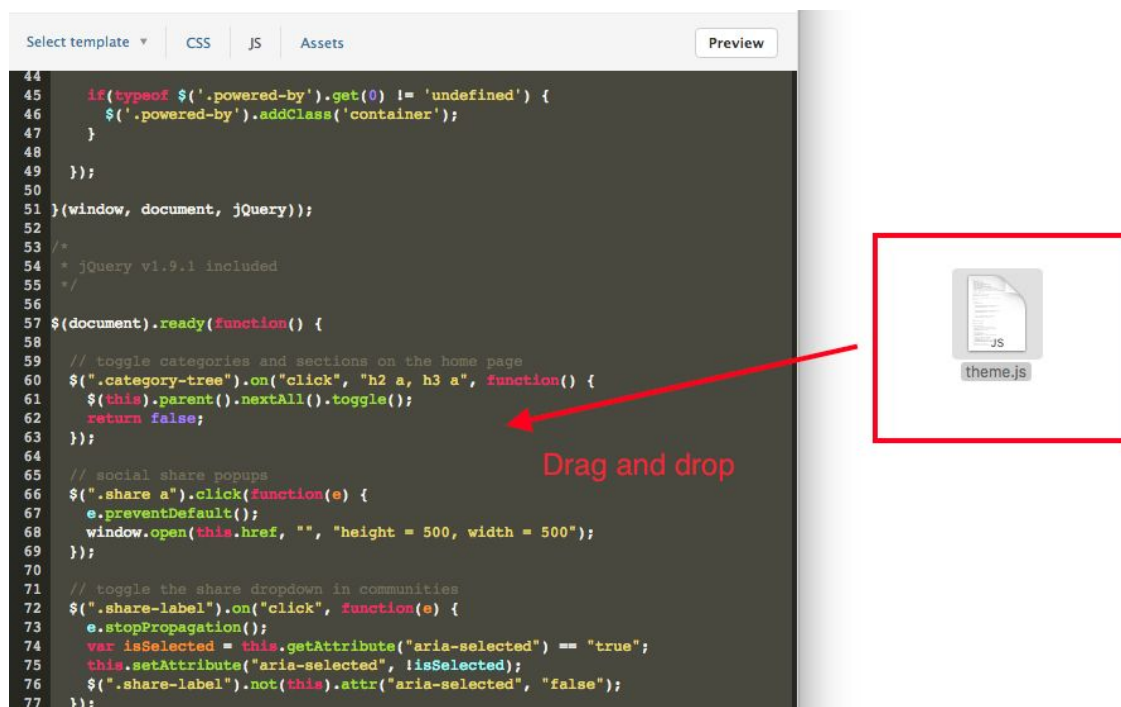 Select template ▼ CSS JS Assets Preview
44
45 if(typeof $('.powered-by').get(0) != 'undefined') {
46 $('.powered-by').addClass('container');
47 }
48
49 });
50
51 }(window, document, jQuery));
52
53 /*
54 * jQuery v1.9.1 included
55 */
56
57 $(document).ready(function() {
58
59 // toggle categories and sections on the home page
60 $(".category-tree").on("click", "h2 a, h3 a", function() {
61 $(this).parent().nextAll().toggle();
62 return false;
63 });
64
65 // social share popups
66 $(".share a").click(function(e) {
67 e.preventDefault();
68 window.open(this.href, "", "height = 500, width = 500");
69 });
70
71 // toggle the share dropdown in communities
72 $(".share-label").on("click", function(e) {
73 e.stopPropagation();
74 var isSelected = this.getAttribute("aria-selected") == "true";
75 this.setAttribute("aria-selected", !isSelected);
76 $(".share-label").not(this).attr("aria-selected", "false");
77 });
Drag and drop
JS
theme.js